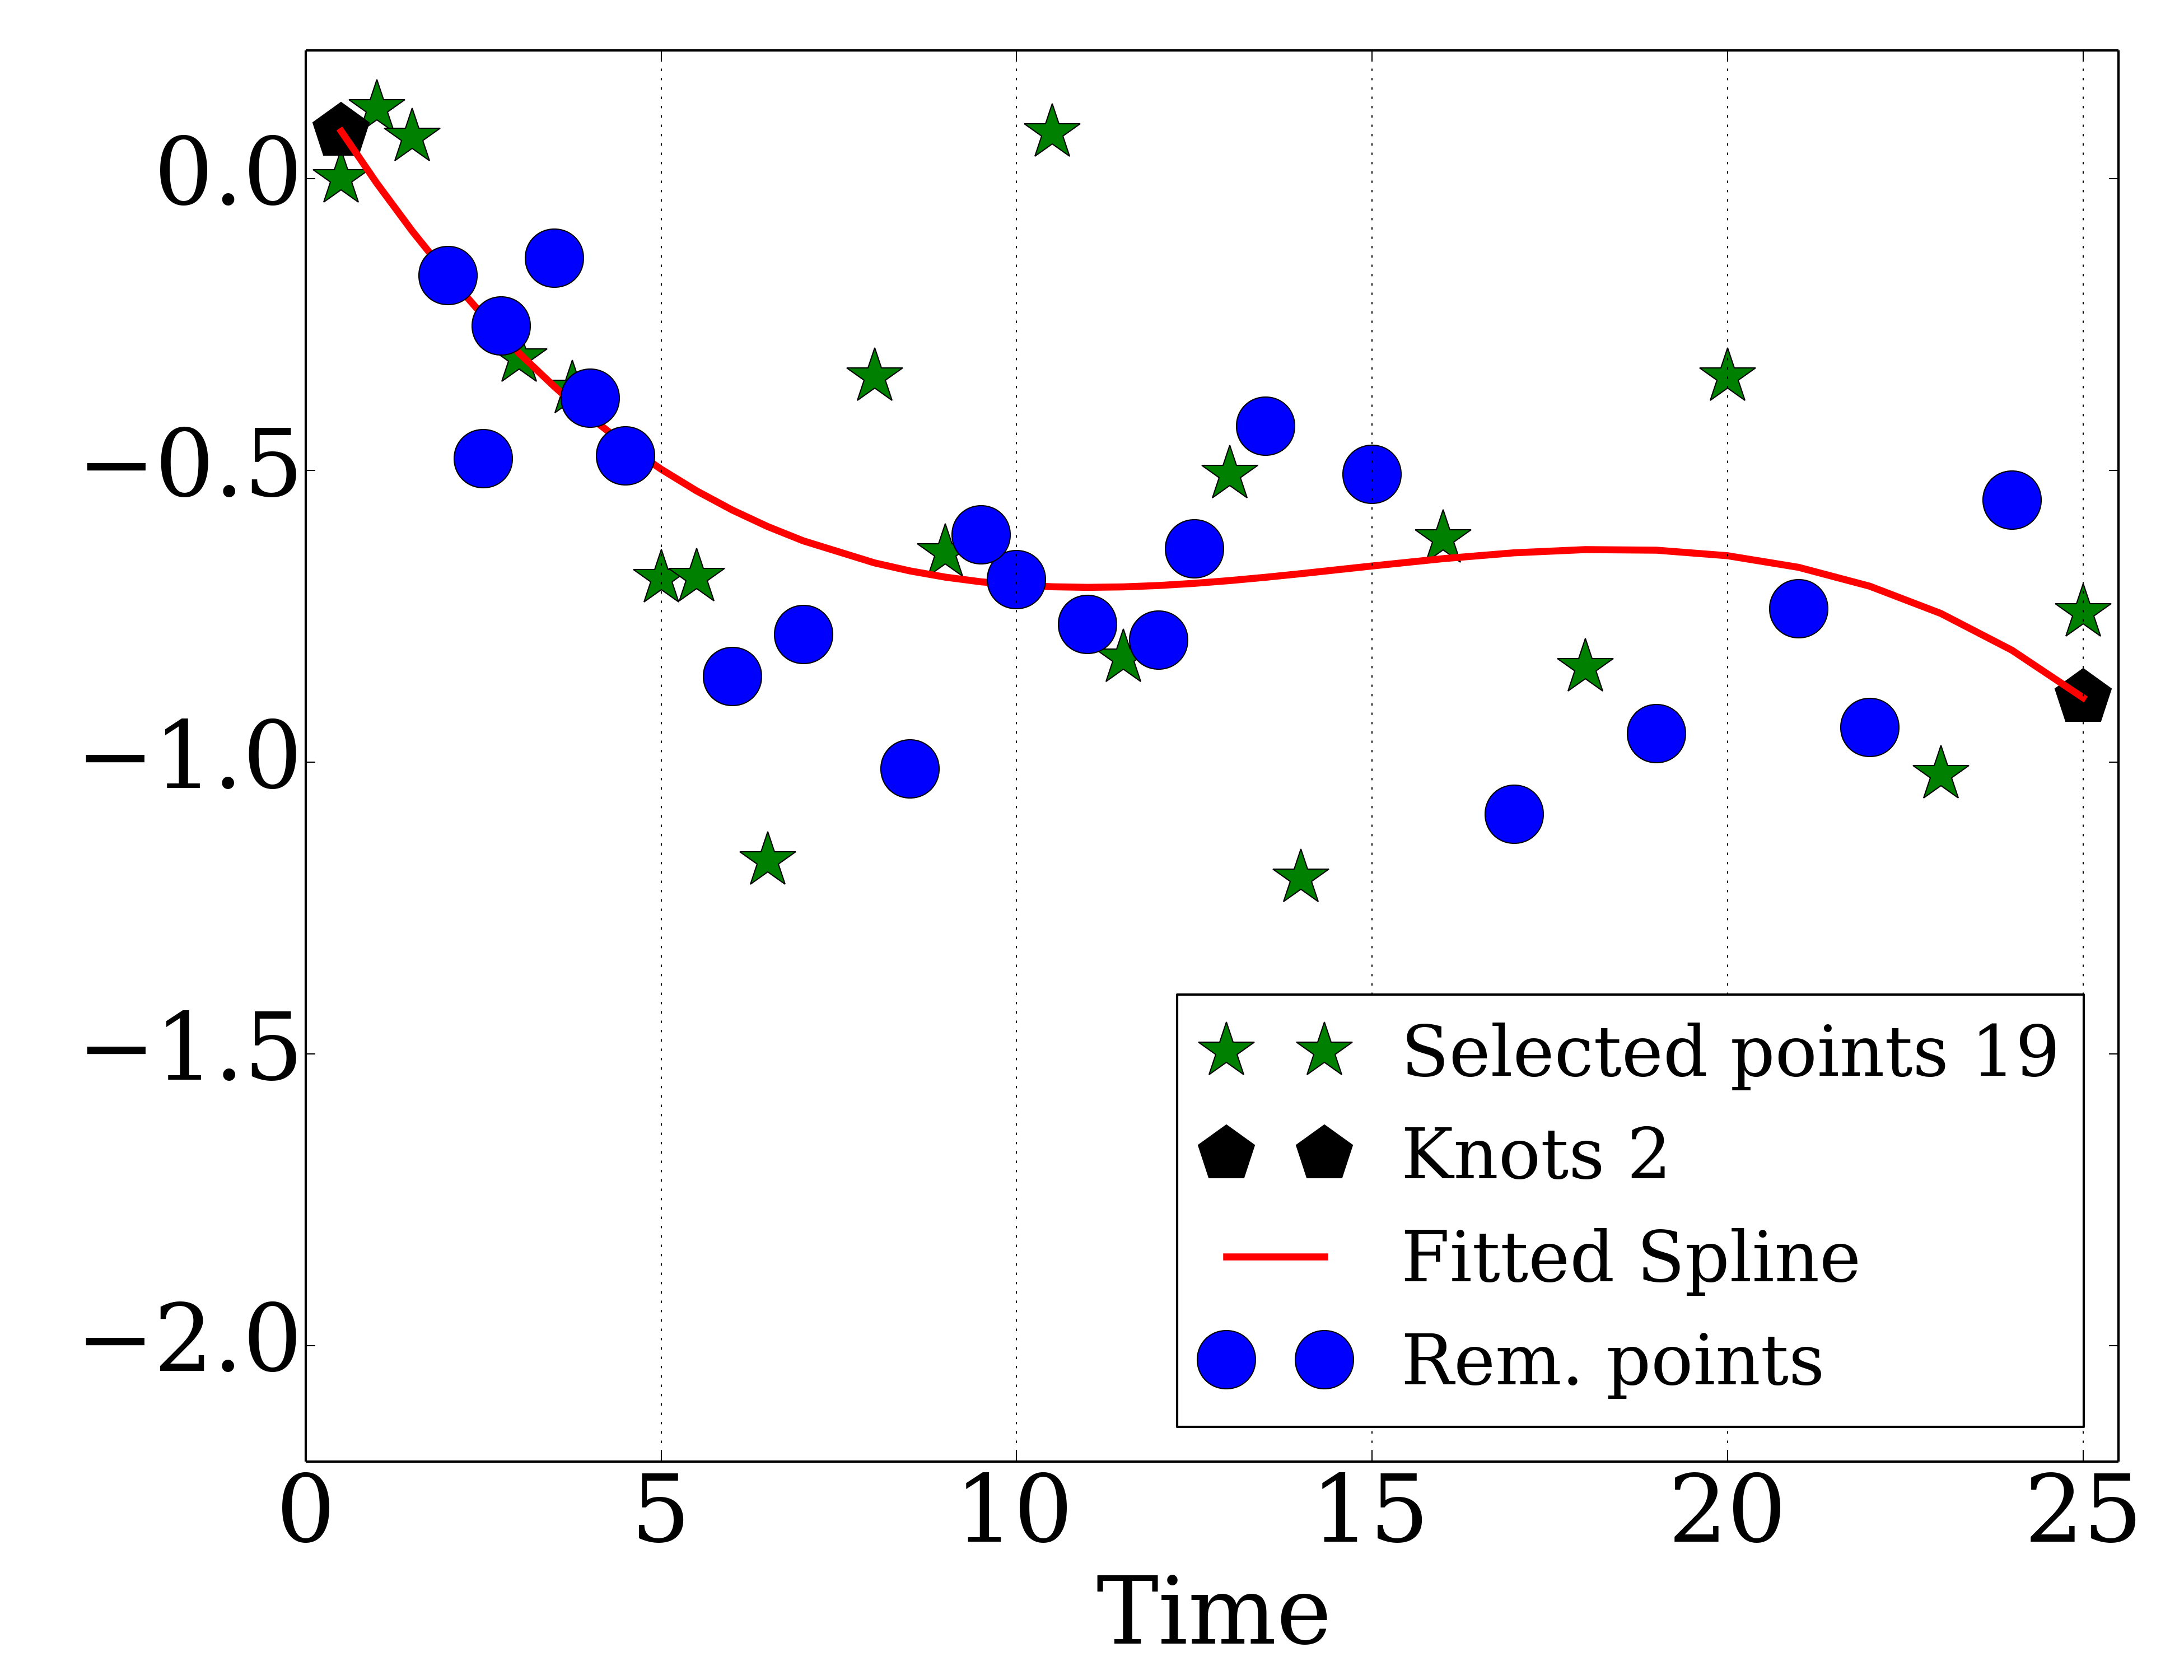 0.0
−0.5
−1.0
−1.5
−2.0
Selected points 19
Knots 2
Fitted Spline
Rem. points
0 5 10 15 20 25
Time